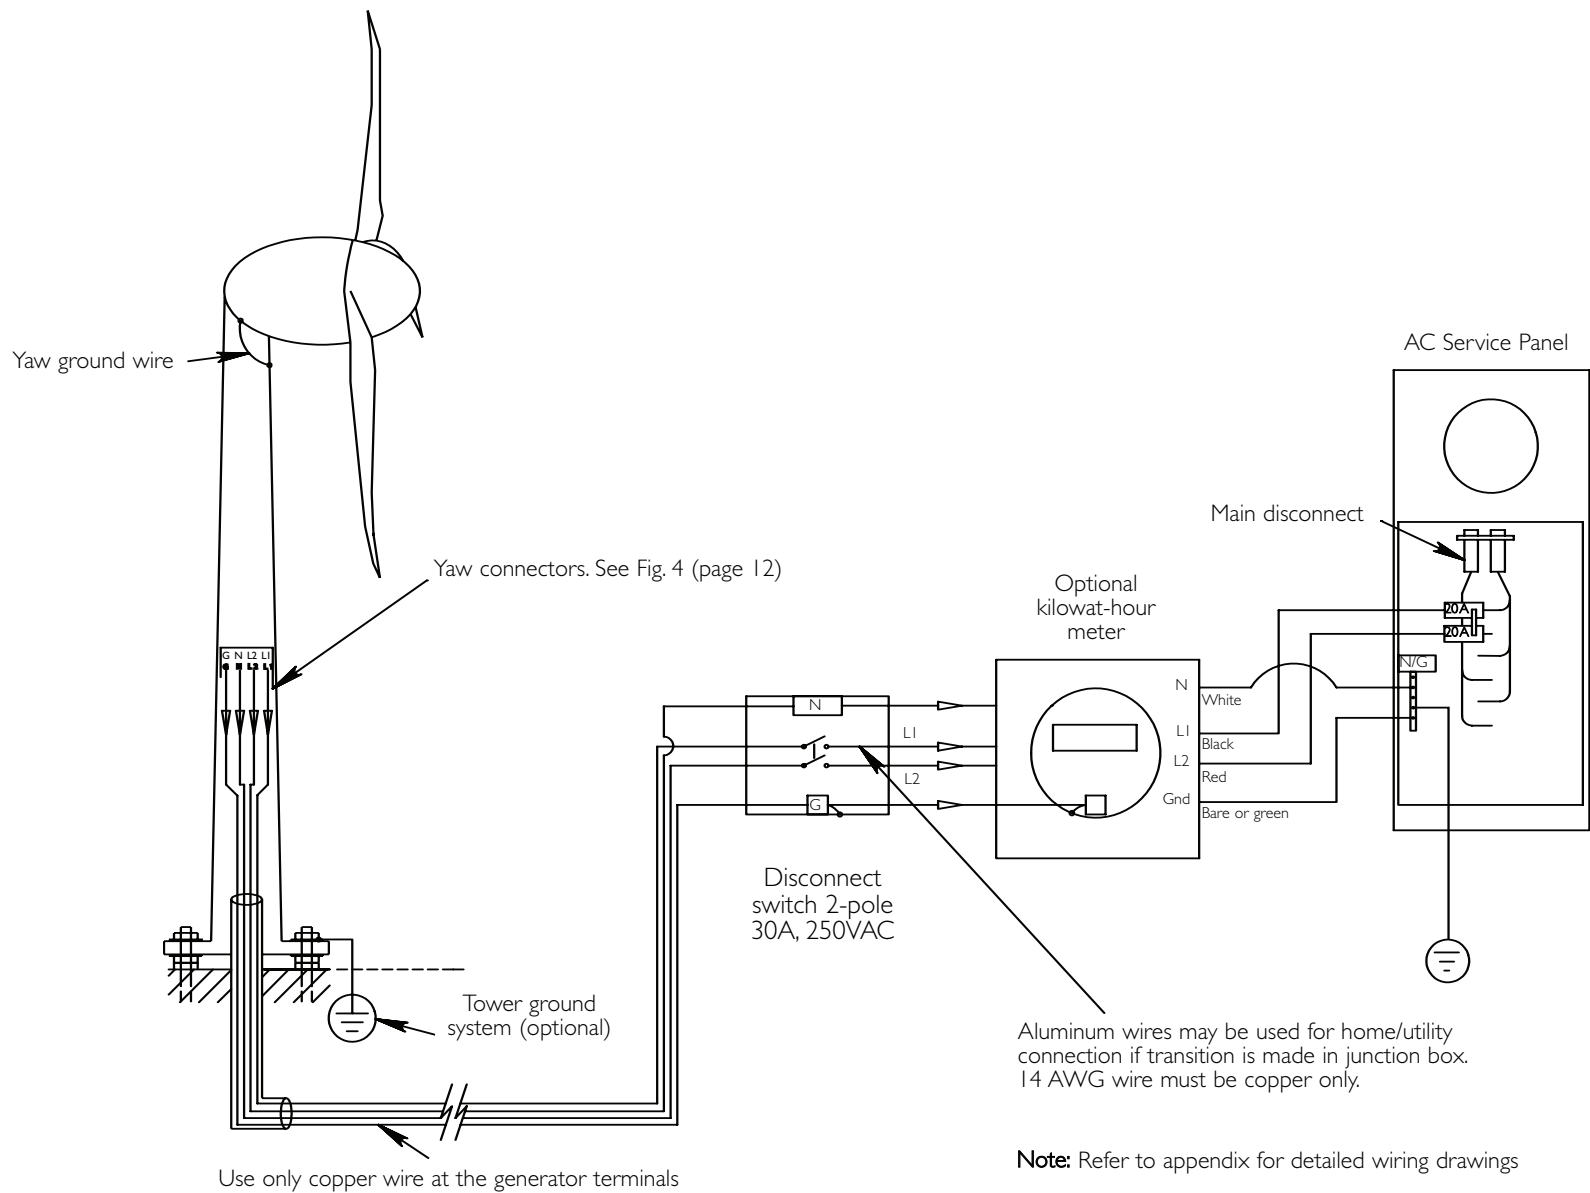 AC Service Panel
Yaw ground wire
Main disconnect
Yaw connectors. See Fig. 4 (page 12)
Optional
kilowat-hour
meter
20A
20A
G N L2 L1
N/G
N
White
L1
Black
L2
Red
Gnd
Bare or green
N
L1
L2
G
Disconnect
switch 2-pole
30A, 250VAC
Tower ground
system (optional)
Aluminum wires may be used for home/utility
connection if transition is made in junction box.
14 AWG wire must be copper only.
Note: Refer to appendix for detailed wiring drawings
Use only copper wire at the generator terminals